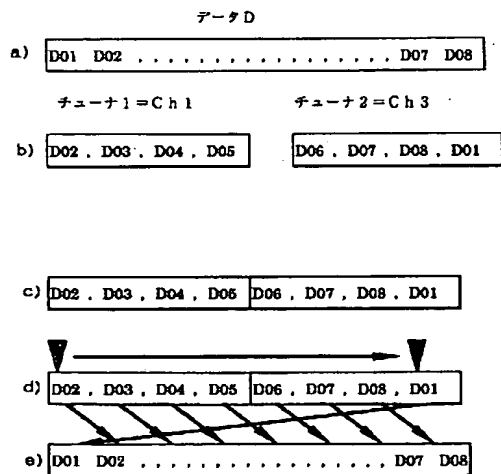 データD
a) D01 D02 . . . . . . . . . . . . . . . . . D07 D08
チューナ1=Ch1 チューナ2=Ch3
b) D02 . D03 . D04 . D05 D06 . D07 . D08 . D01
c) D02 . D03 . D04 . D05 D06 . D07 . D08 . D01
d) D02 . D03 . D04 . D05 D06 . D07 . D08 . D01
e) D01 D02 . . . . . . . . . . . . . . . . . D07 D08